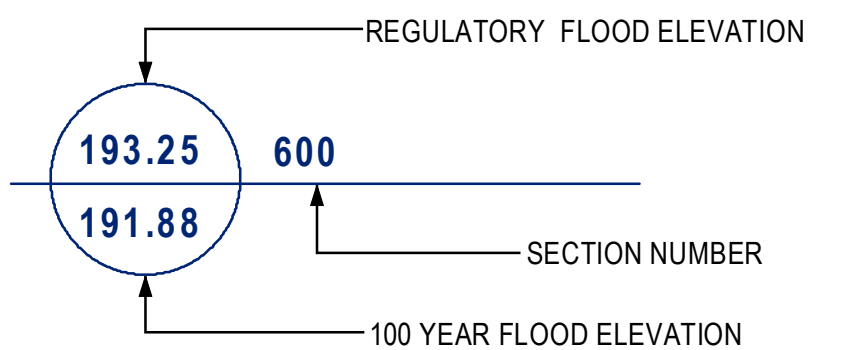 REGULATORY FLOOD ELEVATION
193.25 600
191.88
SECTION NUMBER
100 YEAR FLOOD ELEVATION